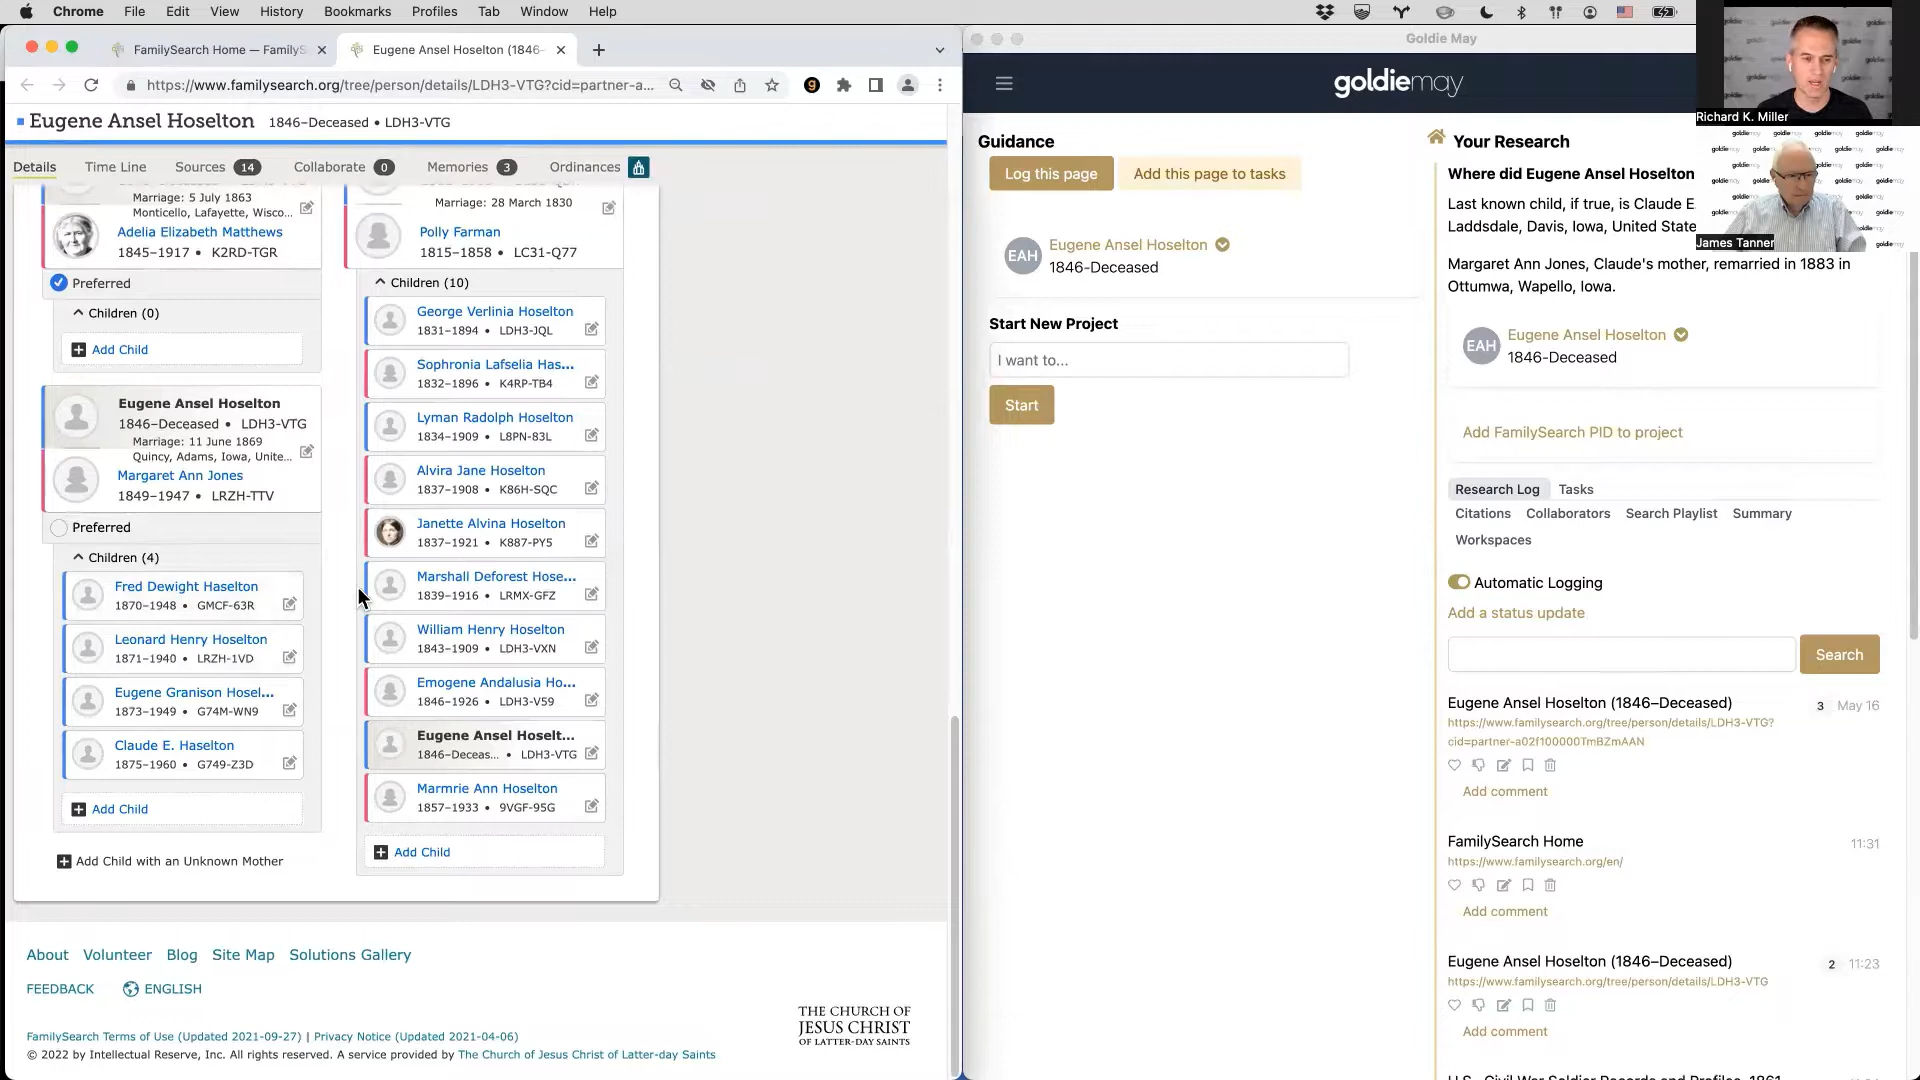 Chrome File Edit View History Bookmarks Profiles Tab Window Help
FamilySearch Home — FamilyS
Eugene Ansel Hoselton (1846-
Goldie May
https://www.familysearch.org/tree/person/details/LDH3-VTG?cid=partner-a...
goldiemay
Eugene Ansel Hoselton 1846–Deceased • LDH3-VTG
Details Time Line Sources 14 Collaborate 0 Memories 3 Ordinances
Marriage: 5 July 1863
Monticello, Lafayette, Wisco...
Adelia Elizabeth Matthews
1845–1917 • K2RD-TGR
Preferred
Children (0)
Add Child
Eugene Ansel Hoselton
1846–Deceased • LDH3-VTG
Marriage: 11 June 1869
Quincy, Adams, Iowa, Unite...
Margaret Ann Jones
1849–1947 • LRZH-TTV
Preferred
Children (4)
Fred Dewight Haselton
1870–1948 • GMCF-63R
Leonard Henry Hoselton
1871–1940 • LRZH-1VD
Eugene Granison Hosel...
1873–1949 • G74M-WN9
Claude E. Haselton
1875–1960 • G749-Z3D
Add Child
Add Child with an Unknown Mother
Marriage: 28 March 1830
Polly Farman
1815–1858 • LC31-Q77
Children (10)
George Verlinia Hoselton
1831–1894 • LDH3-JQL
Sophronia Lafselia Has...
1832–1896 • K4RP-TB4
Lyman Radolph Hoselton
1834–1909 • L8PN-83L
Alvira Jane Hoselton
1837–1908 • K86H-SQC
Janette Alvina Hoselton
1837–1921 • K887-PY5
Marshall Deforest Hose...
1839–1916 • LRMX-GFZ
William Henry Hoselton
1843–1909 • LDH3-VXN
Emogene Andalusia Ho...
1846–1926 • LDH3-V59
Eugene Ansel Hoselt...
1846–Deceas... • LDH3-VTG
Marmrie Ann Hoselton
1857–1933 • 9VGF-95G
Add Child
About Volunteer Blog Site Map Solutions Gallery
FEEDBACK ENGLISH
FamilySearch Terms of Use (Updated 2021-09-27) | Privacy Notice (Updated 2021-04-06)
© 2022 by Intellectual Reserve, Inc. All rights reserved. A service provided by The Church of Jesus Christ of Latter-day Saints
THE CHURCH OF
JESUS CHRIST
OF LATTER-DAY SAINTS
Guidance
Log this page Add this page to tasks
EAH Eugene Ansel Hoselton
1846-Deceased
Start New Project
I want to...
Start
Your Research
Where did Eugene Ansel Hoselton
Last known child, if true, is Claude E.
Laddsdale, Davis, Iowa, United State
Margaret Ann Jones, Claude's mother, remarried in 1883 in
Ottumwa, Wapello, Iowa.
EAH Eugene Ansel Hoselton
1846-Deceased
Add FamilySearch PID to project
Research Log Tasks
Citations Collaborators Search Playlist Summary
Workspaces
Automatic Logging
Add a status update
Search
Eugene Ansel Hoselton (1846–Deceased) 3 May 16
https://www.familysearch.org/tree/person/details/LDH3-VTG?
cid=partner-a02f100000TmBZmAAN
Add comment
FamilySearch Home 11:31
https://www.familysearch.org/en/
Add comment
Eugene Ansel Hoselton (1846–Deceased) 2 11:23
https://www.familysearch.org/tree/person/details/LDH3-VTG
Add comment
Richard K. Miller
James Tanner